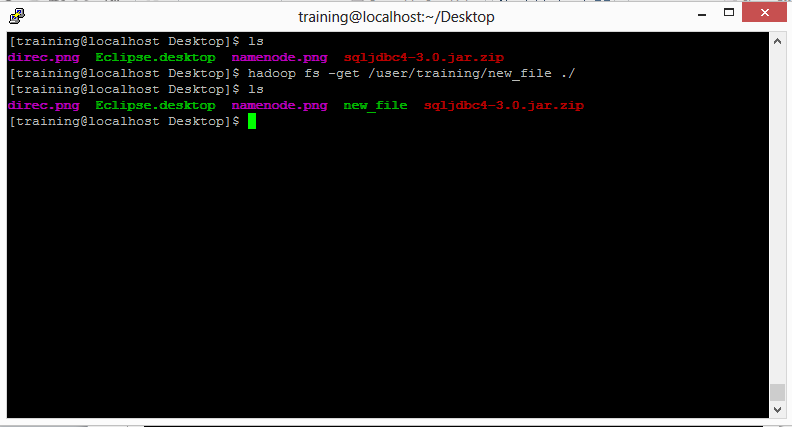 training@localhost:~/Desktop
[training@localhost Desktop]$ ls
direc.png  Eclipse.desktop  namenode.png  sqljdbc4-3.0.jar.zip
[training@localhost Desktop]$ hadoop fs -get /user/training/new_file ./
[training@localhost Desktop]$ ls
direc.png  Eclipse.desktop  namenode.png  new_file  sqljdbc4-3.0.jar.zip
[training@localhost Desktop]$